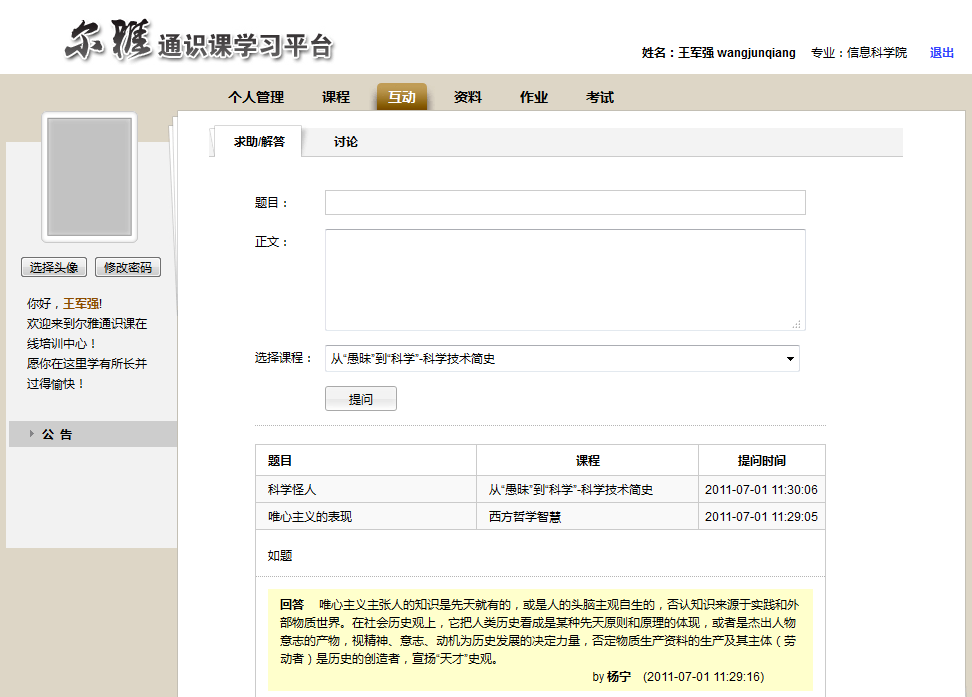 尔雅 通识课学习平台
姓名：王军强 wangjunqiang 专业：信息科学院 退出
个人管理 课程 互动 资料 作业 考试
求助/解答 讨论
题目：
正文：
选择头像 修改密码
你好，王军强!
欢迎来到尔雅通识课在
线培训中心！
愿你在这里学有所长并
过得愉快！
公 告
选择课程： 从“愚昧”到“科学”-科学技术简史
提问
题目 课程 提问时间
科学怪人 从“愚昧”到“科学”-科学技术简史 2011-07-01 11:30:06
唯心主义的表现 西方哲学智慧 2011-07-01 11:29:05
如题
回答 唯心主义主张人的知识是先天就有的，或是人的头脑主观自生的，否认知识来源于实践和外
部物质世界。在社会历史观上，它把人类历史看成是某种先天原则和原理的体现，或者是杰出人物
意志的产物，视精神、意志、动机为历史发展的决定力量，否定物质生产资料的生产及其主体（劳
动者）是历史的创造者，宣扬“天才”史观。
by 杨宁 (2011-07-01 11:29:16)